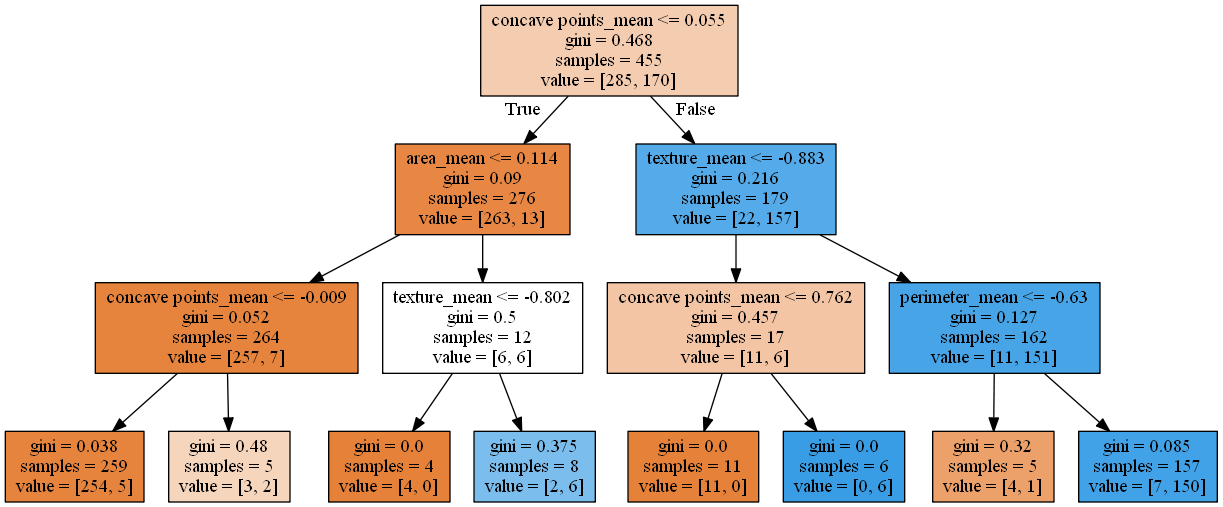 concave points_mean <= 0.055
gini = 0.468
samples = 455
value = [285, 170]
True
False
area_mean <= 0.114
gini = 0.09
samples = 276
value = [263, 13]
texture_mean <= -0.883
gini = 0.216
samples = 179
value = [22, 157]
concave points_mean <= -0.009
gini = 0.052
samples = 264
value = [257, 7]
texture_mean <= -0.802
gini = 0.5
samples = 12
value = [6, 6]
concave points_mean <= 0.762
gini = 0.457
samples = 17
value = [11, 6]
perimeter_mean <= -0.63
gini = 0.127
samples = 162
value = [11, 151]
gini = 0.038
samples = 259
value = [254, 5]
gini = 0.48
samples = 5
value = [3, 2]
gini = 0.0
samples = 4
value = [4, 0]
gini = 0.375
samples = 8
value = [2, 6]
gini = 0.0
samples = 11
value = [11, 0]
gini = 0.0
samples = 6
value = [0, 6]
gini = 0.32
samples = 5
value = [4, 1]
gini = 0.085
samples = 157
value = [7, 150]